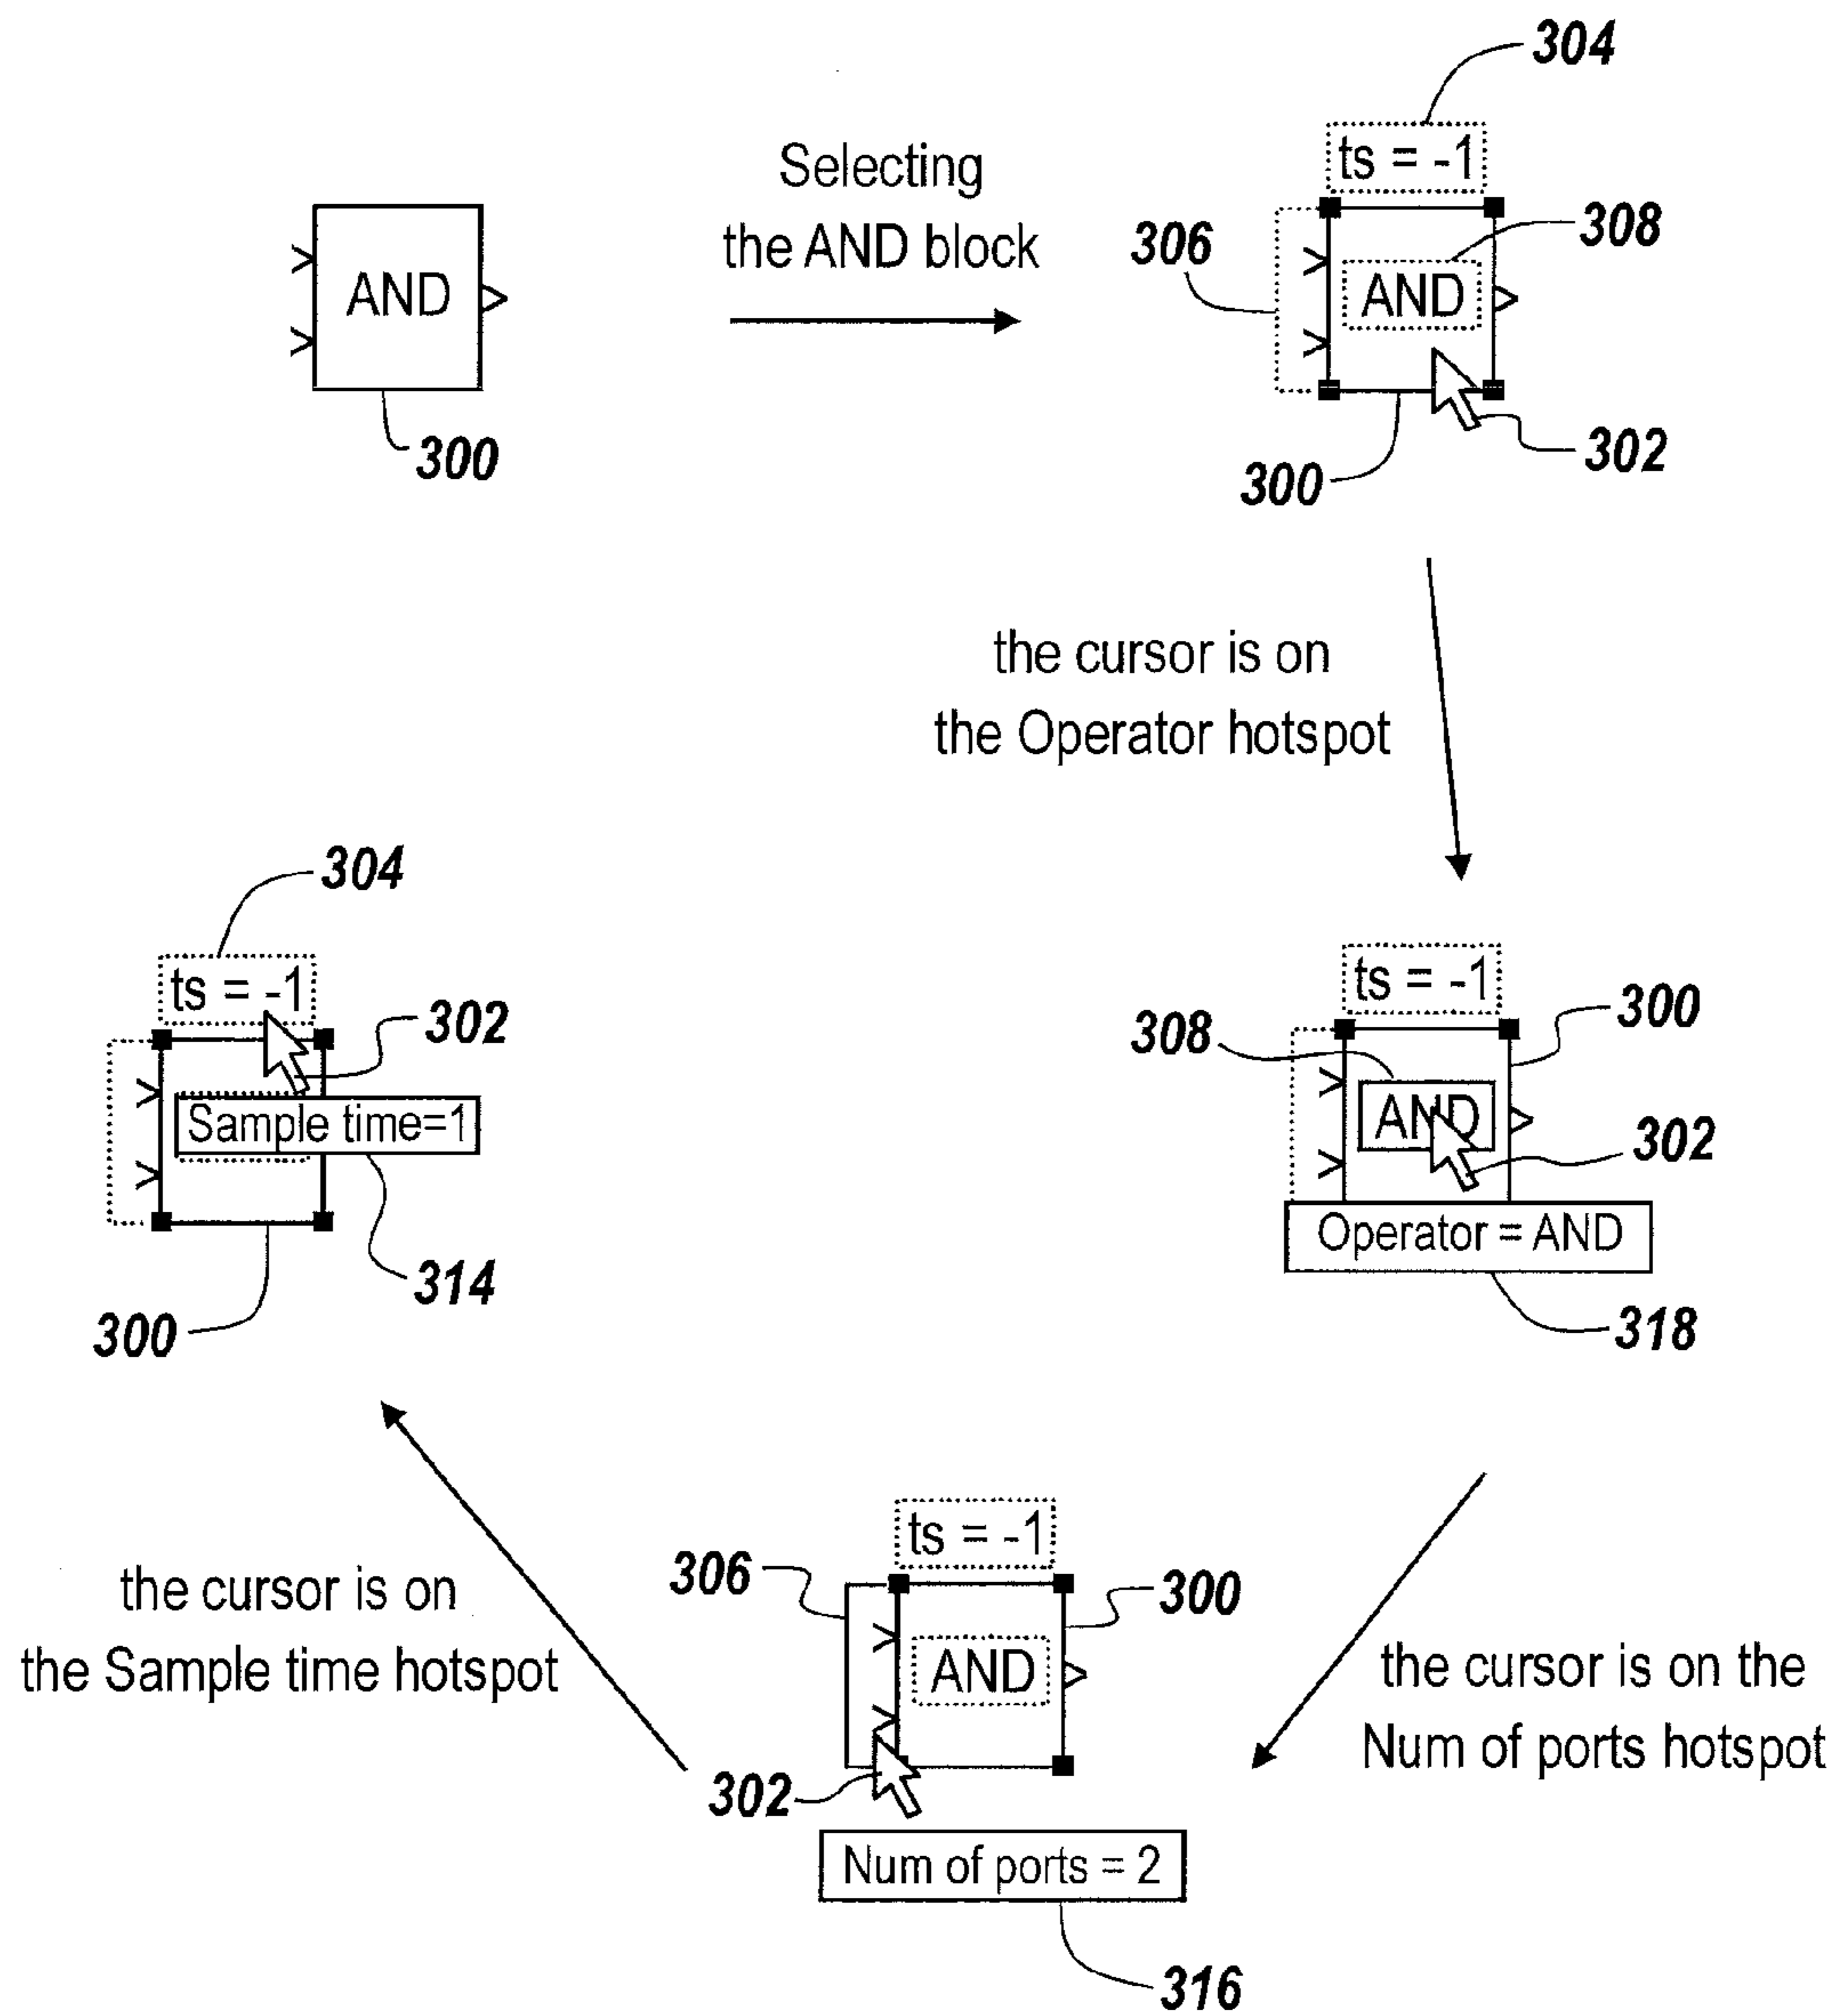 304
Selecting
the AND block
ts = -1
306
308
AND
AND
300
300
302
the cursor is on
the Operator hotspot
304
ts = -1
302
Sample time=1
314
300
ts = -1
308
300
AND
302
Operator = AND
318
the cursor is on
the Sample time hotspot
ts = -1
306
300
AND
302
Num of ports = 2
316
the cursor is on the
Num of ports hotspot